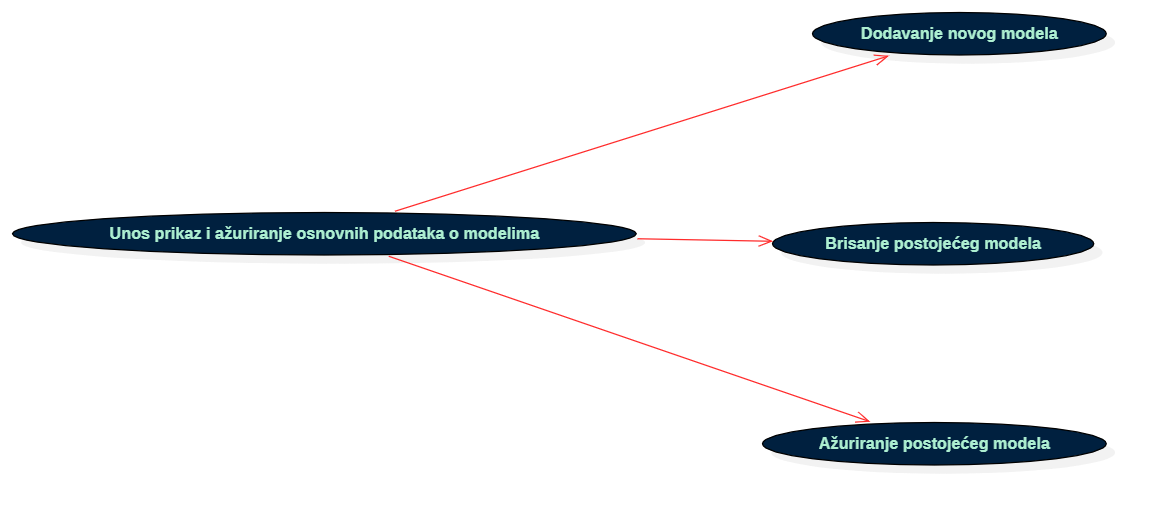 Dodavanje novog modela
Unos prikaz i ažuriranje osnovnih podataka o modelima
Brisanje postojećeg modela
Ažuriranje postojećeg modela